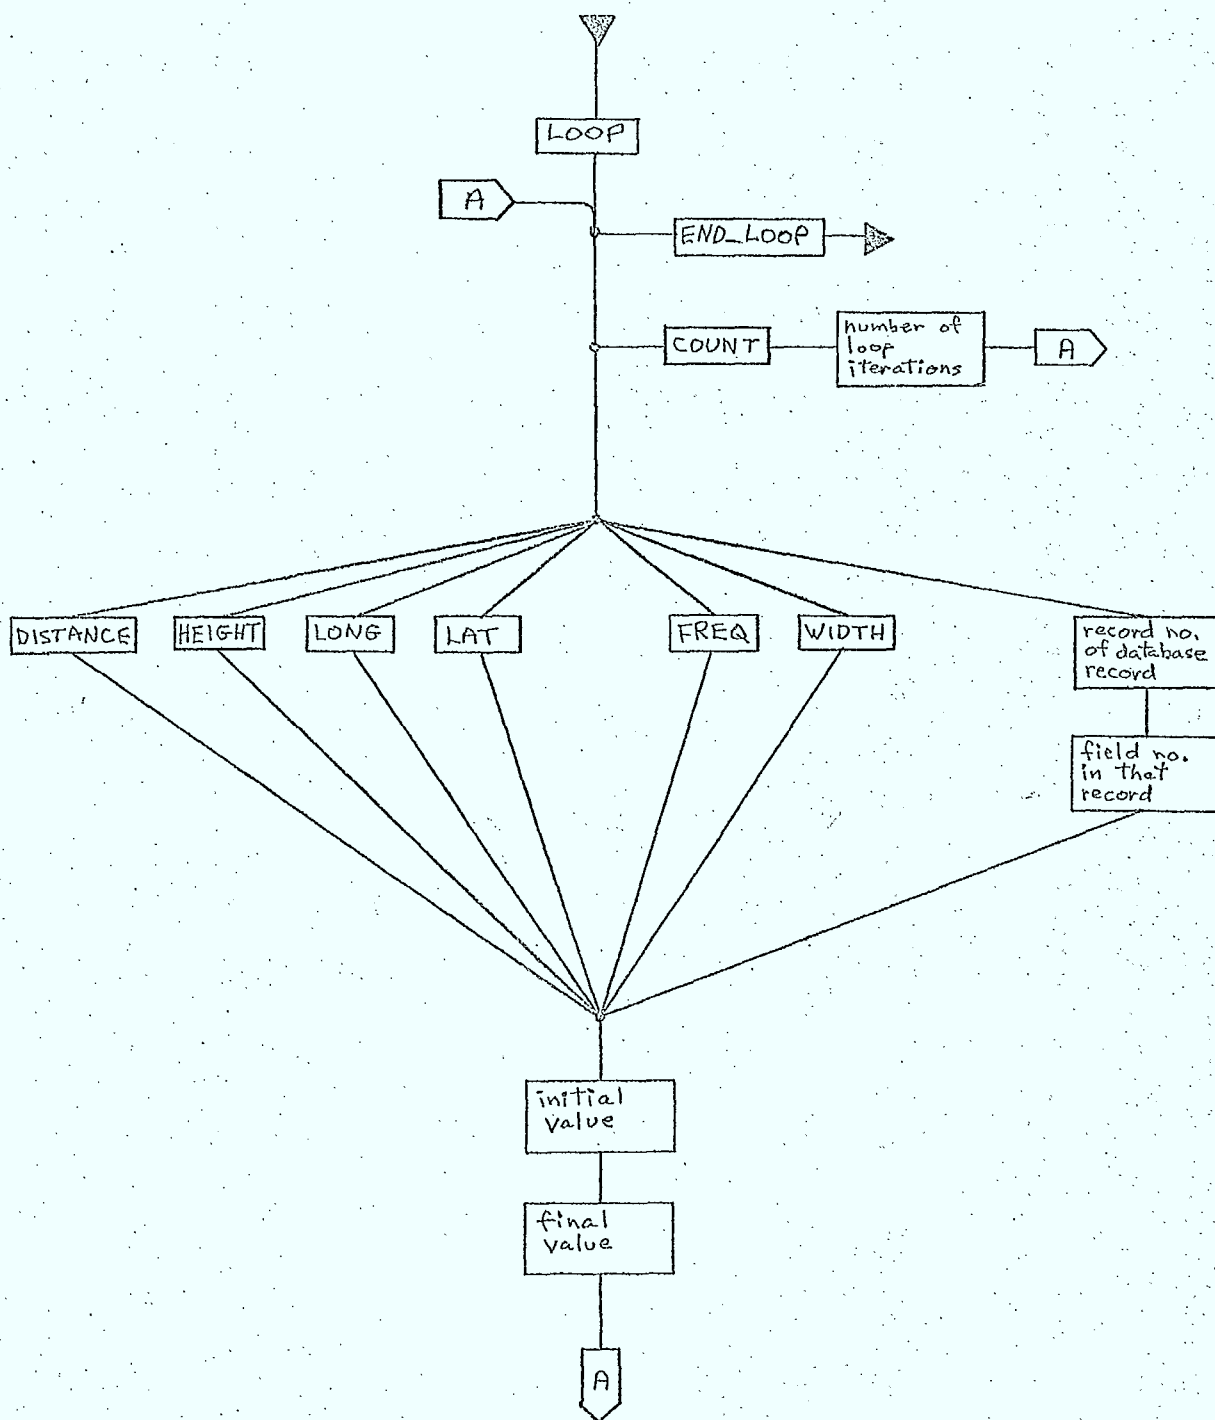 LOOP
A
END_LOOP
COUNT
number of
loop
iterations
A
DISTANCE
HEIGHT
LONG
LAT
FREQ
WIDTH
record no.
of database
record
field no.
in that
record
initial
value
final
value
A